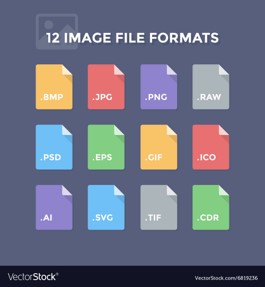 12 IMAGE FILE FORMATS
.BMP .JPG .PNG .RAW
.PSD .EPS .GIF .ICO
.AI .SVG .TIF .CDR
VectorStock®
VectorStock.com/6819236